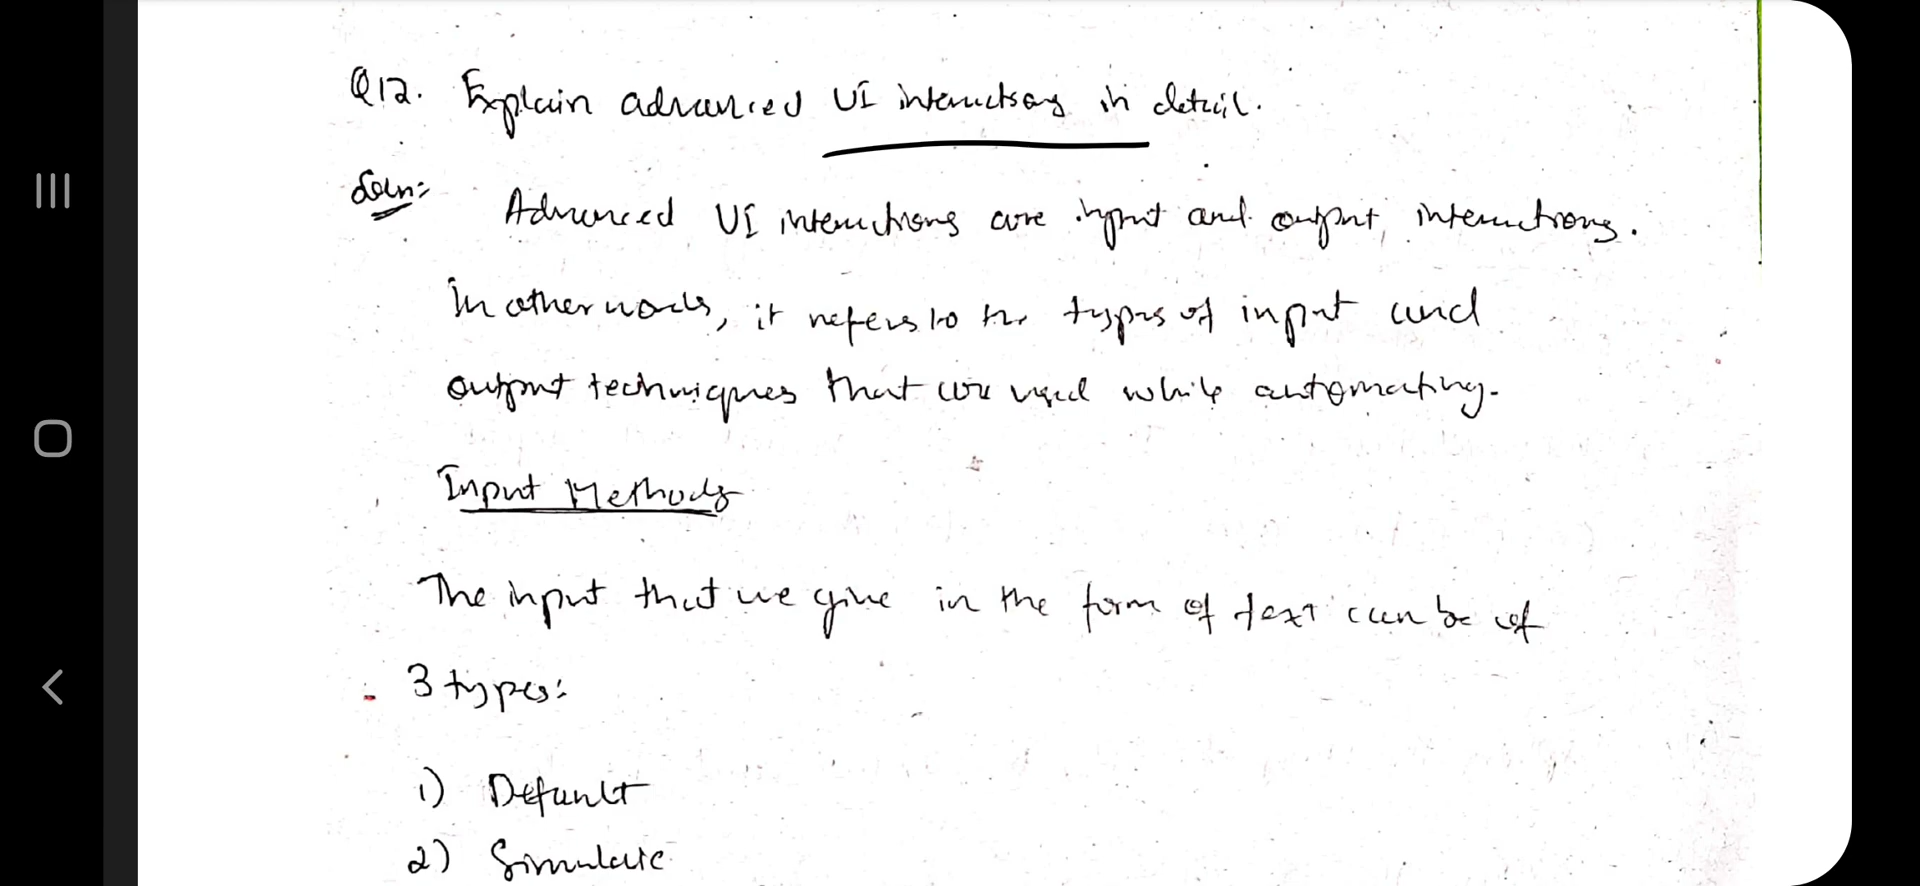 Q12. Explain advanced UI interactions in detail.
Soln:
Advanced UI interactions are input and output interactions.
In other words, it refers to the types of input and
output techniques that are used while automating.
Input Methods
The input that we give in the form of text can be of
3 types:
1) Default
2) Simulate